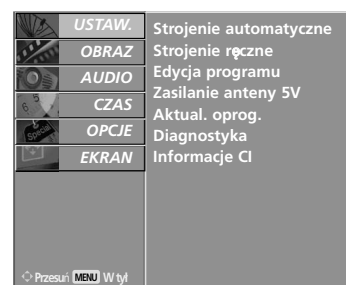 USTAW.
OBRAZ
AUDIO
CZAS
OPCJE
EKRAN
Strojenie automatyczne
Strojenie ręczne
Edycja programu
Zasilanie anteny 5V
Aktual. oprog.
Diagnostyka
Informacje CI
Przesuń MENU W tył